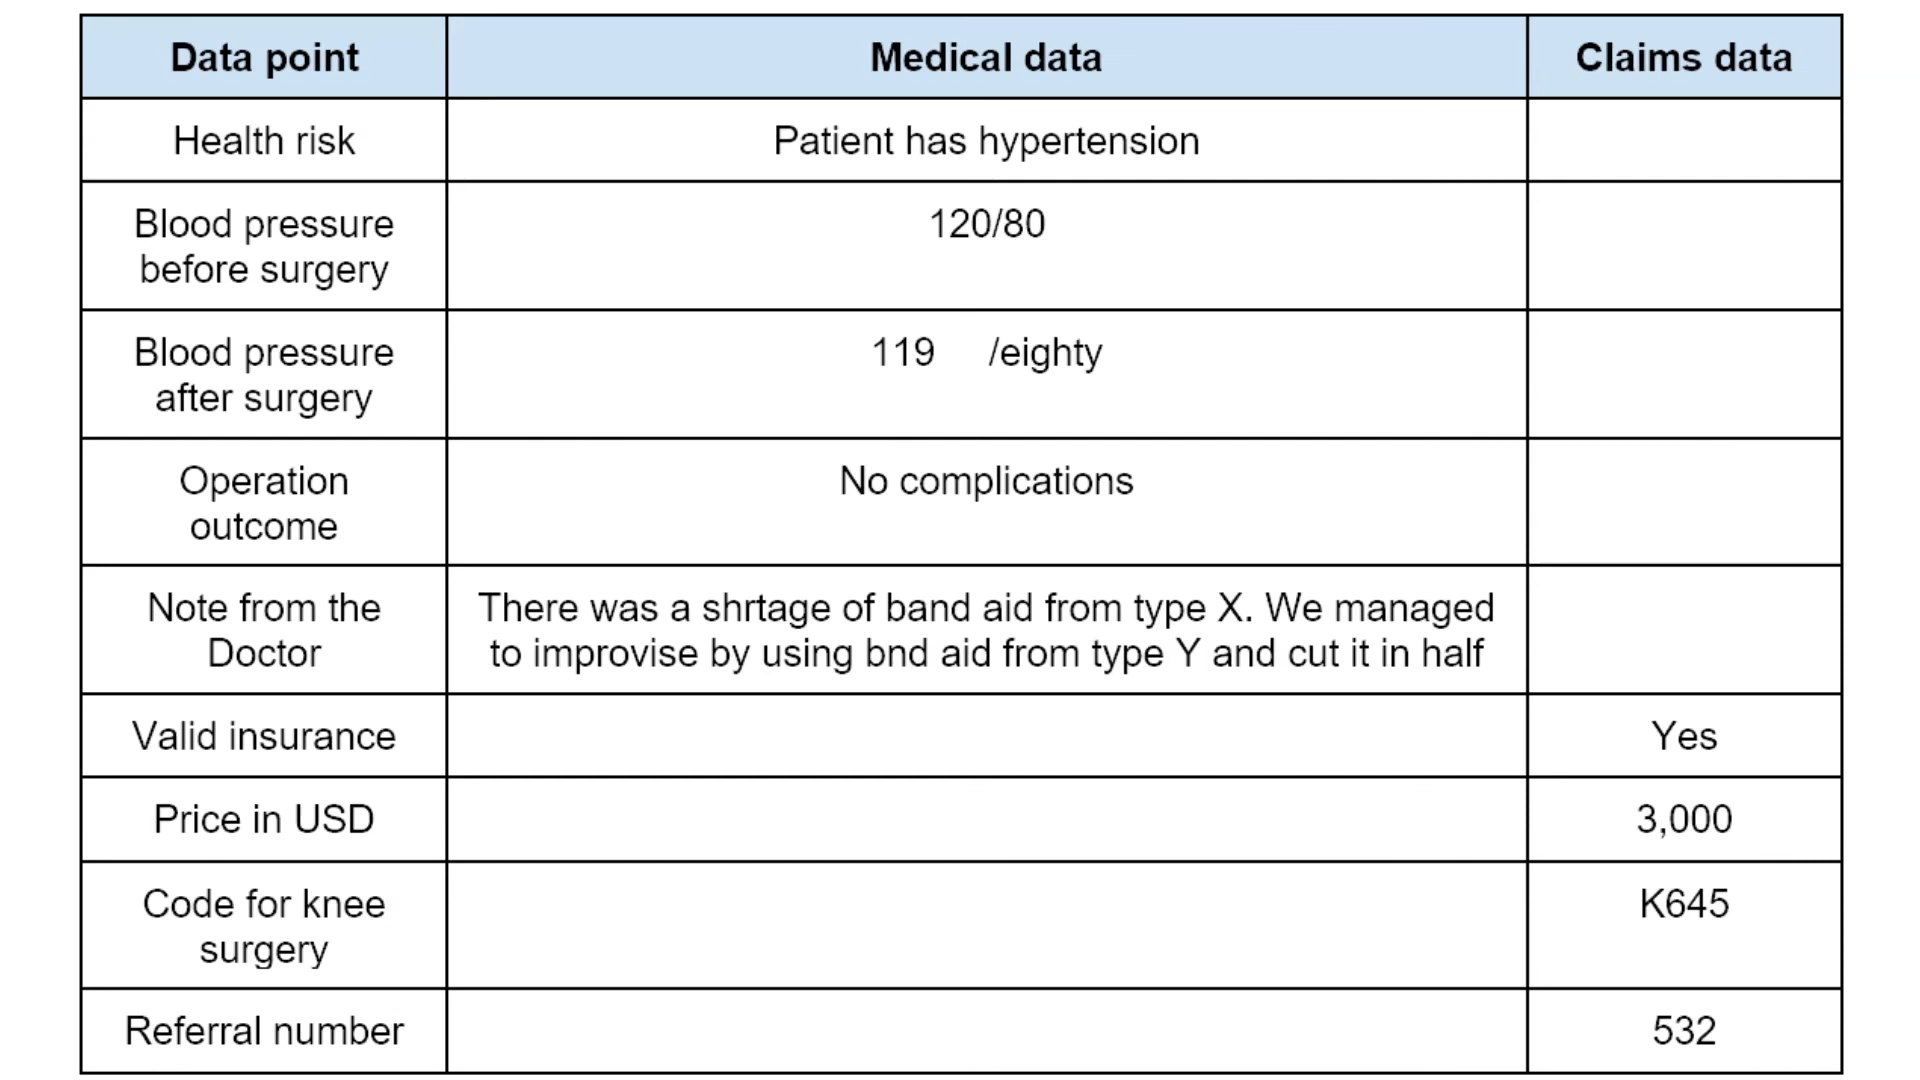 Data point Medical data Claims data
Health risk Patient has hypertension
Blood pressure before surgery 120/80
Blood pressure after surgery 119 /eighty
Operation outcome No complications
Note from the Doctor There was a shrtage of band aid from type X. We managed to improvise by using bnd aid from type Y and cut it in half
Valid insurance Yes
Price in USD 3,000
Code for knee surgery K645
Referral number 532